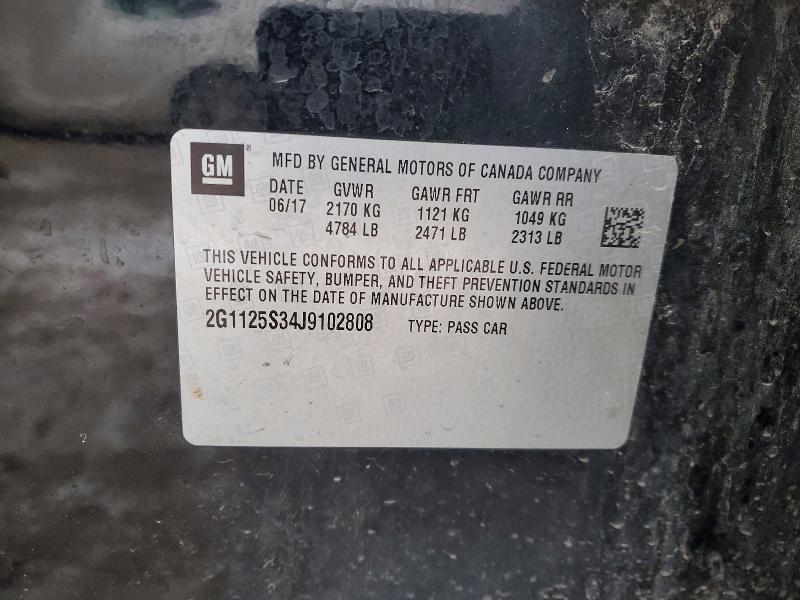 GM ®
MFD BY GENERAL MOTORS OF CANADA COMPANY
DATE GVWR GAWR FRT GAWR RR
06/17 2170 KG 1121 KG 1049 KG
4784 LB 2471 LB 2313 LB
THIS VEHICLE CONFORMS TO ALL APPLICABLE U.S. FEDERAL MOTOR
VEHICLE SAFETY, BUMPER, AND THEFT PREVENTION STANDARDS IN
EFFECT ON THE DATE OF MANUFACTURE SHOWN ABOVE.
2G1125S34J9102808 TYPE: PASS CAR